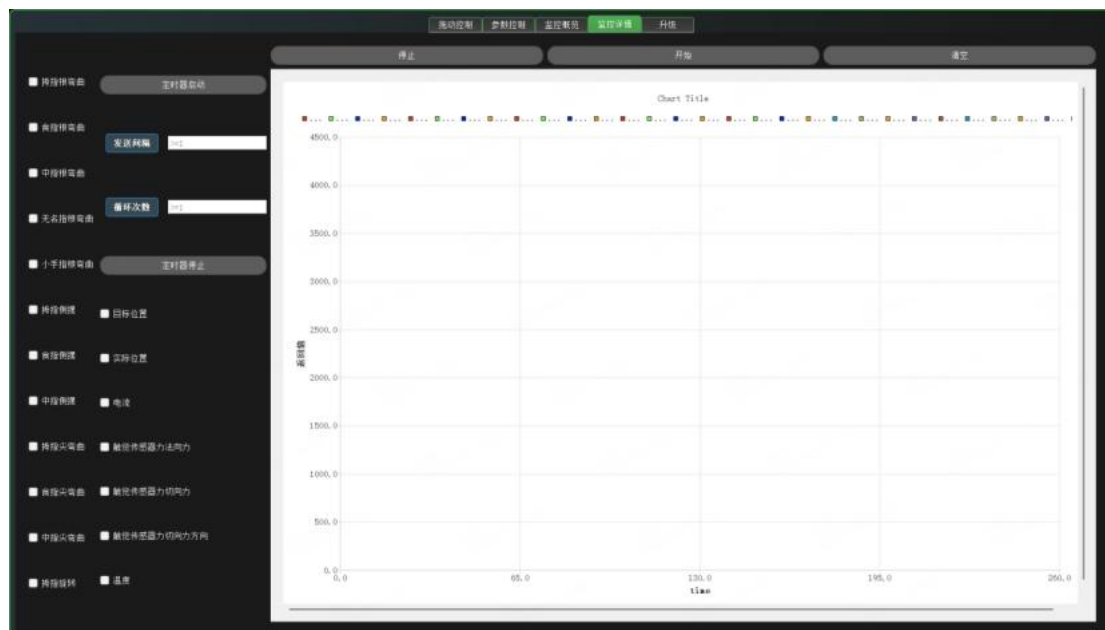 拖动控制 参数控制 监控概览 监控详情 升级
停止 开始 清空
拇指根弯曲
食指根弯曲
中指根弯曲
无名指根弯曲
小手指根弯曲
拇指侧摆
食指侧摆
中指侧摆
拇指尖弯曲
食指尖弯曲
中指尖弯曲
拇指旋转
定时器启动
发送间隔
循环次数
定时器停止
目标位置
实际位置
电流
触觉传感器力法向力
触觉传感器力切向力
触觉传感器力切向力方向
温度
Chart Title
... ... ... ... ... ... ... ... ... ... ... ... ... ... ... ... ... ... ... ... ... ... ... ... ... ... ... ... ...
4500.0
4000.0
3500.0
3000.0
2500.0
2000.0
1500.0
1000.0
500.0
0.0
返回值
0.0 65.0 130.0 195.0 260.0
time